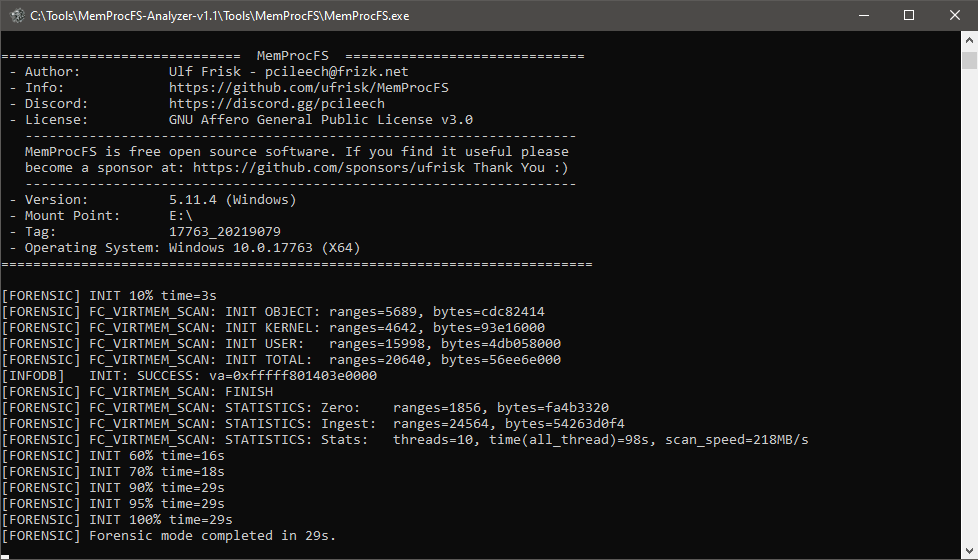 C:\Tools\MemProcFS-Analyzer-v1.1\Tools\MemProcFS\MemProcFS.exe
============================== MemProcFS ==============================
- Author: Ulf Frisk - pcileech@frizk.net
- Info: https://github.com/ufrisk/MemProcFS
- Discord: https://discord.gg/pcileech
- License: GNU Affero General Public License v3.0
---------------------------------------------------------------------
MemProcFS is free open source software. If you find it useful please
become a sponsor at: https://github.com/sponsors/ufrisk Thank You :)
---------------------------------------------------------------------
- Version: 5.11.4 (Windows)
- Mount Point: E:\
- Tag: 17763_20219079
- Operating System: Windows 10.0.17763 (X64)
==========================================================================
[FORENSIC] INIT 10% time=3s
[FORENSIC] FC_VIRTMEM_SCAN: INIT OBJECT: ranges=5689, bytes=cdc82414
[FORENSIC] FC_VIRTMEM_SCAN: INIT KERNEL: ranges=4642, bytes=93e16000
[FORENSIC] FC_VIRTMEM_SCAN: INIT USER: ranges=15998, bytes=4db058000
[FORENSIC] FC_VIRTMEM_SCAN: INIT TOTAL: ranges=20640, bytes=56ee6e000
[INFODB] INIT: SUCCESS: va=0xfffff801403e0000
[FORENSIC] FC_VIRTMEM_SCAN: FINISH
[FORENSIC] FC_VIRTMEM_SCAN: STATISTICS: Zero: ranges=1856, bytes=fa4b3320
[FORENSIC] FC_VIRTMEM_SCAN: STATISTICS: Ingest: ranges=24564, bytes=54263d0f4
[FORENSIC] FC_VIRTMEM_SCAN: STATISTICS: Stats: threads=10, time(all_thread)=98s, scan_speed=218MB/s
[FORENSIC] INIT 60% time=16s
[FORENSIC] INIT 70% time=18s
[FORENSIC] INIT 90% time=29s
[FORENSIC] INIT 95% time=29s
[FORENSIC] INIT 100% time=29s
[FORENSIC] Forensic mode completed in 29s.